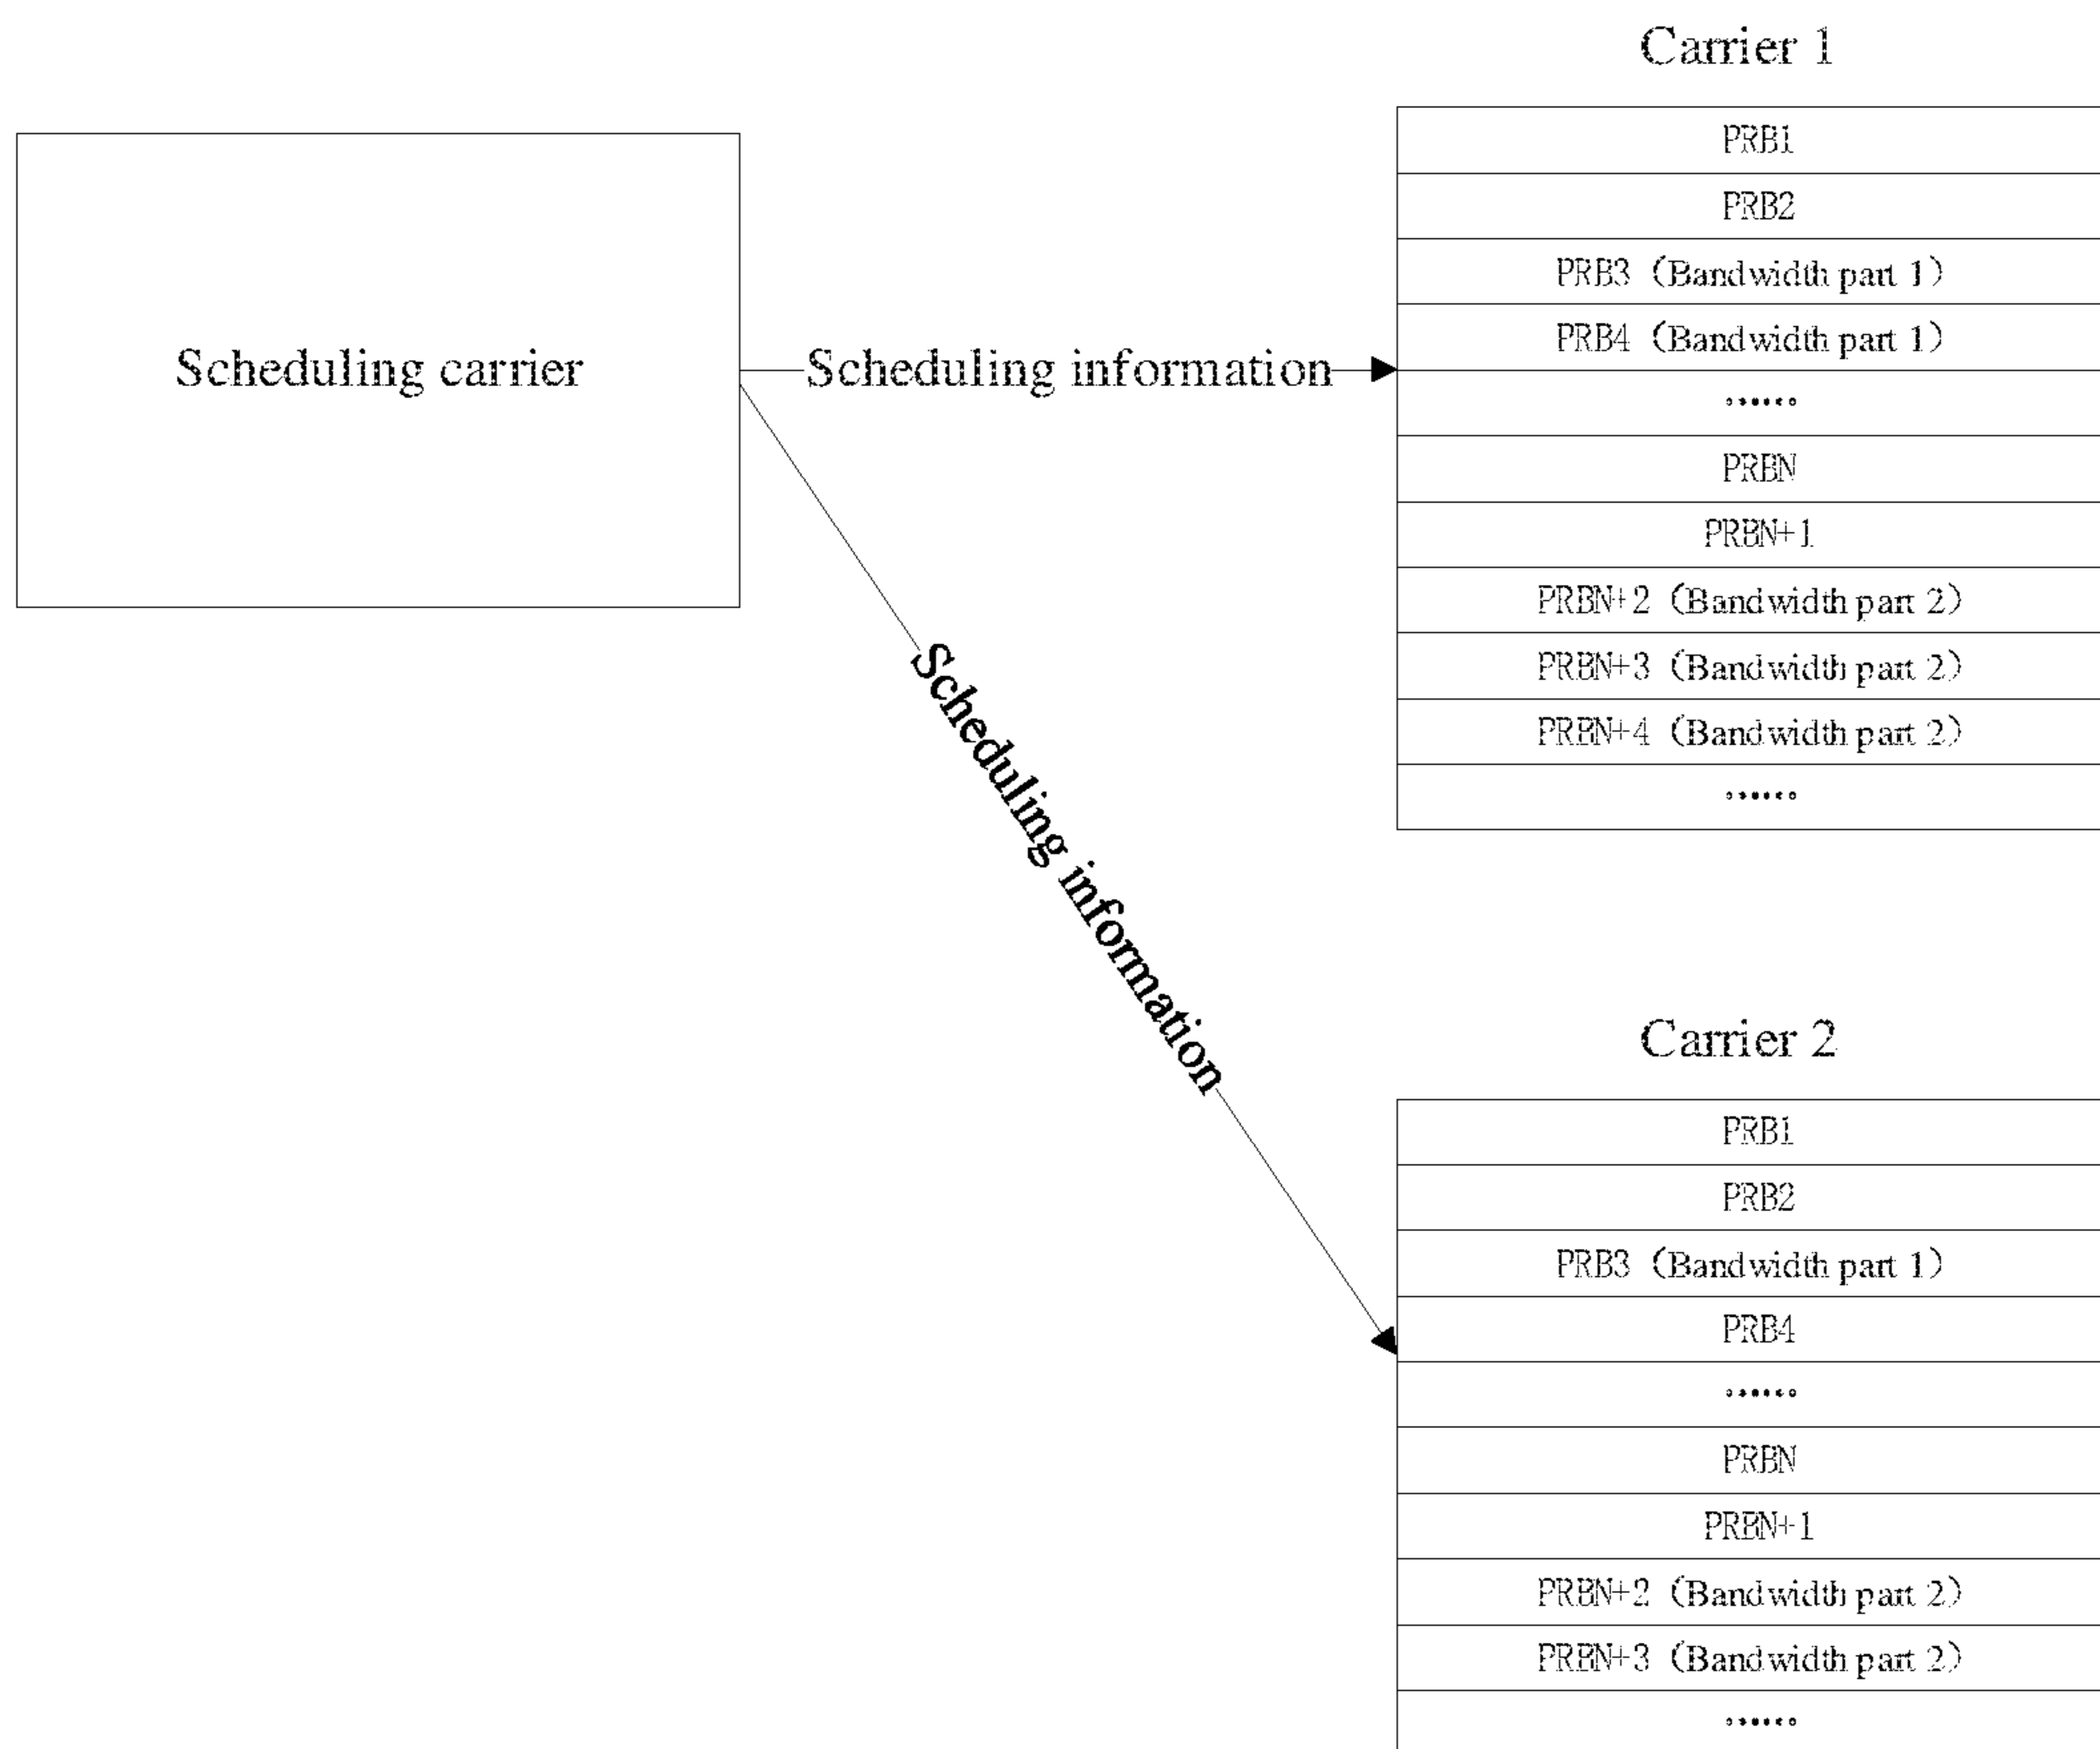 Scheduling carrier
Scheduling information
Scheduling information
Carrier 1
PRB1
PRB2
PRB3 (Bandwidth part 1)
PRB4 (Bandwidth part 1)
······
PRBN
PRBN+1
PRBN+2 (Bandwidth part 2)
PRBN+3 (Bandwidth part 2)
PRBN+4 (Bandwidth part 2)
······
Carrier 2
PRB1
PRB2
PRB3 (Bandwidth part 1)
PRB4
······
PRBN
PRBN+1
PRBN+2 (Bandwidth part 2)
PRBN+3 (Bandwidth part 2)
······